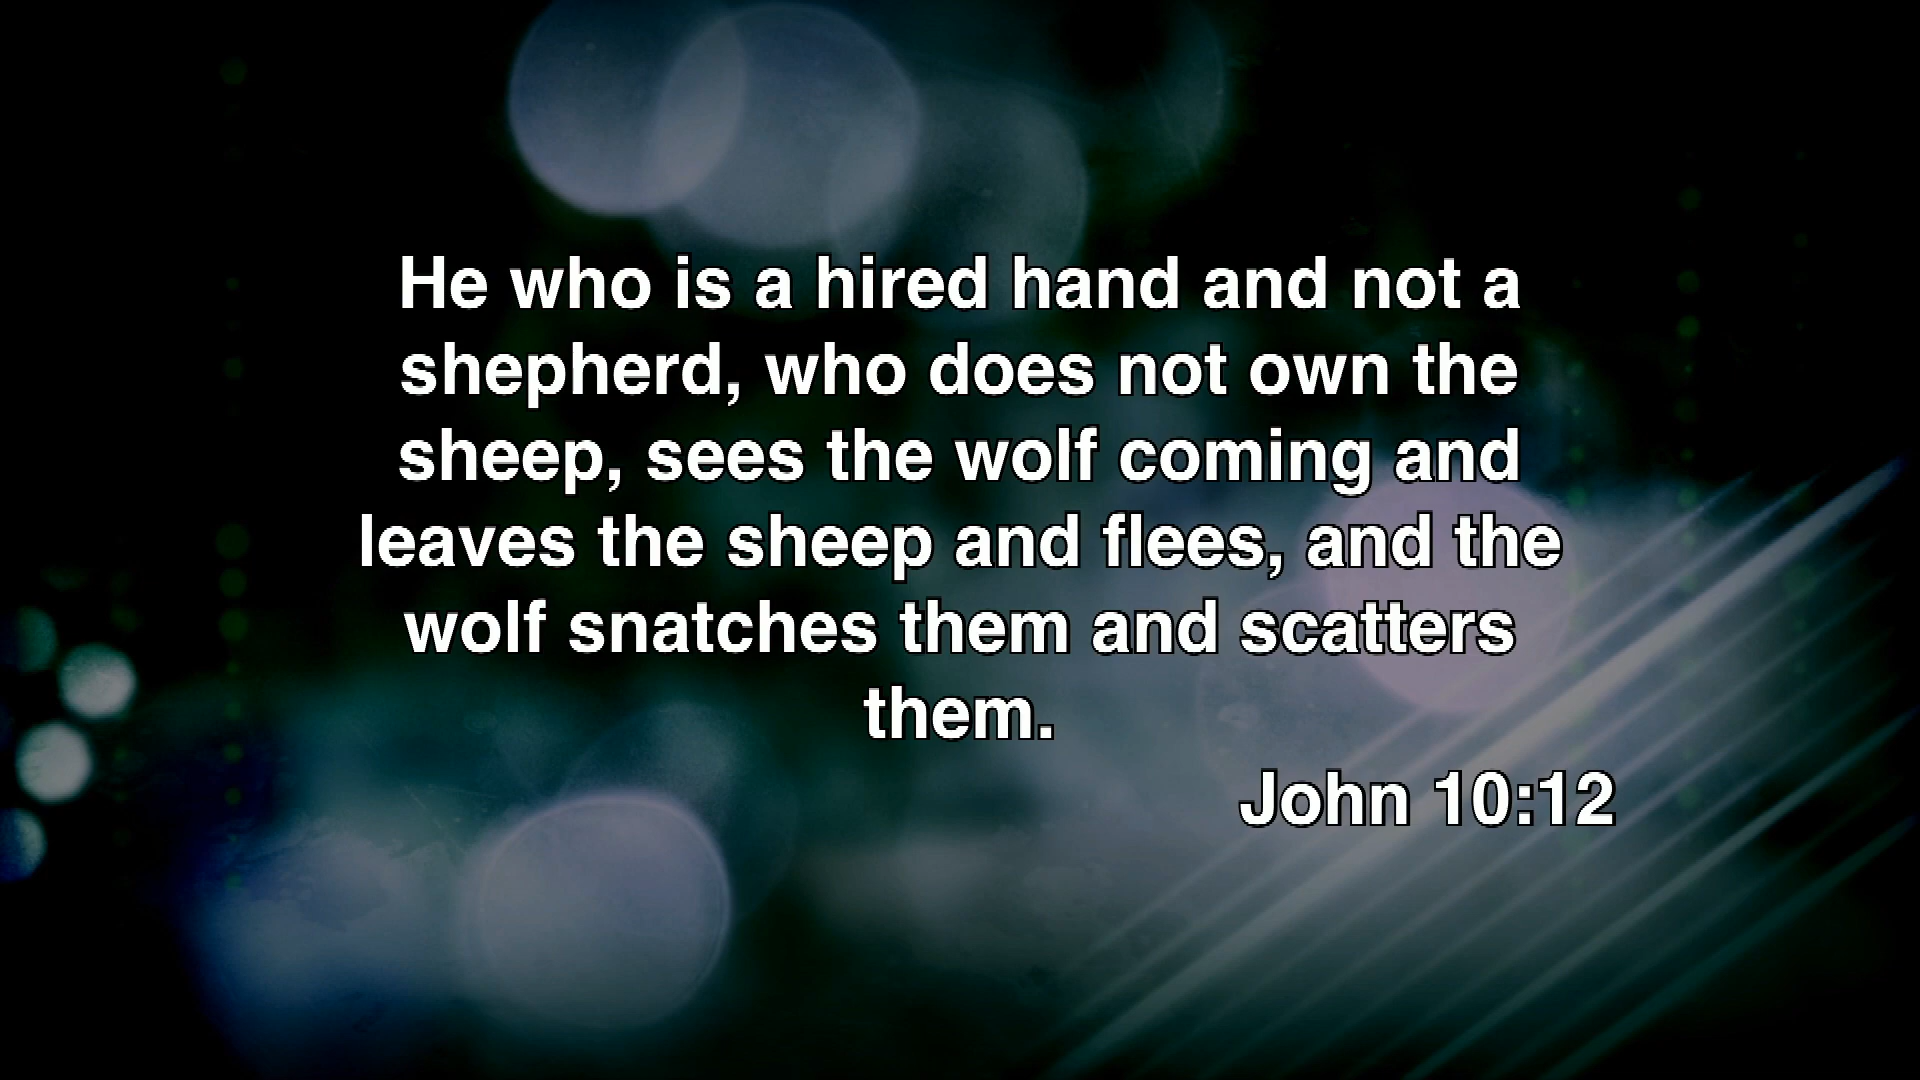 He who is a hired hand and not a
shepherd, who does not own the
sheep, sees the wolf coming and
leaves the sheep and flees, and the
wolf snatches them and scatters
them.
John 10:12